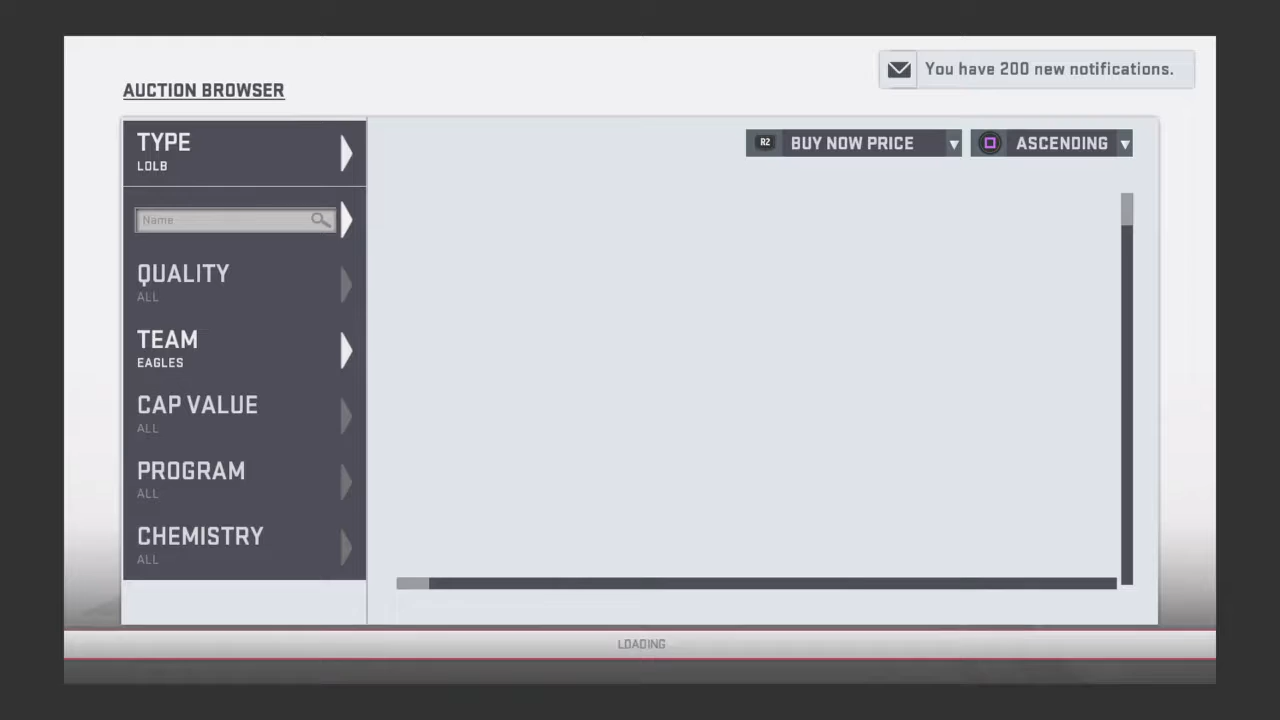 You have 200 new notifications.
AUCTION BROWSER
TYPE
LOLB
R2 BUY NOW PRICE
ASCENDING
Name
QUALITY
ALL
TEAM
EAGLES
CAP VALUE
ALL
PROGRAM
ALL
CHEMISTRY
ALL
LOADING